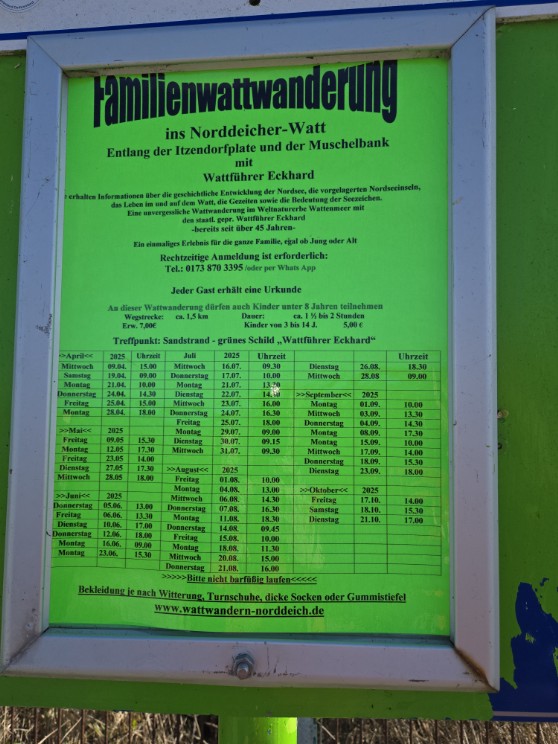 Familienwattwanderung
ins Norddeicher-Watt
Entlang der Itzendorfplate und der Muschelbank
mit
Wattführer Eckhard
erhalten Informationen über die geschichtliche Entwicklung der Nordsee, die vorgelagerten Nordseeinseln,
das Leben im und auf dem Watt, die Gezeiten sowie die Bedeutung der Seezeichen.
Eine unvergessliche Wattwanderung im Weltnaturerbe Wattenmeer mit
den staatl. gepr. Wattführer Eckhard
-bereits seit über 45 Jahren-
Ein einmaliges Erlebnis für die ganze Familie, egal ob Jung oder Alt
Rechtzeitige Anmeldung ist erforderlich:
Tel.: 0173 870 3395 /oder per Whats App
Jeder Gast erhält eine Urkunde
An dieser Wattwanderung dürfen auch Kinder unter 8 Jahren teilnehmen
Wegstrecke: ca. 1,5 km Dauer: ca. 1 ½ bis 2 Stunden
Erw. 7,00€ Kinder von 3 bis 14 J. 5,00 €
Treffpunkt: Sandstrand - grünes Schild „Wattführer Eckhard“
>>April<< 2025 Uhrzeit
Mittwoch 09.04. 15.00
Samstag 19.04. 09.00
Montag 21.04. 10.00
Donnerstag 24.04. 14.30
Freitag 25.04. 15.00
Montag 28.04. 18.00
>>Mai<< 2025
Freitag 09.05 15.30
Montag 12.05 17.30
Freitag 23.05 14.00
Dienstag 27.05 17.30
Mittwoch 28.05 18.00
>>Juni<< 2025
Donnerstag 05.06. 13.00
Freitag 06.06. 13.30
Dienstag 10.06. 17.00
Donnerstag 12.06. 18.00
Montag 16.06. 09.00
Montag 23.06. 15.30
Juli 2025 Uhrzeit
Mittwoch 16.07. 09.30
Donnerstag 17.07. 10.00
Montag 21.07.
Dienstag 22.07.
Mittwoch 23.07. 16.00
Donnerstag 24.07. 16.30
Freitag 25.07. 18.00
Montag 29.07. 09.00
Dienstag 30.07. 09.15
Mittwoch 31.07. 09.30
>>August<< 2025
Freitag 01.08. 10.00
Montag 04.08. 13.00
Mittwoch 06.08. 14.30
Donnerstag 07.08. 16.30
Montag 11.08. 18.30
Donnerstag 14.08. 09.45
Freitag 15.08. 10.00
Montag 18.08. 11.30
Mittwoch 20.08. 15.00
Donnerstag 21.08. 16.00
Uhrzeit
Dienstag 26.08. 18.30
Mittwoch 28.08 09.00
>>September<< 2025
Montag 01.09. 10.00
Mittwoch 03.09. 13.30
Donnerstag 04.09. 14.30
Montag 08.09. 17.30
Montag 15.09. 10.00
Mittwoch 17.09. 14.00
Donnerstag 18.09. 15.30
Dienstag 23.09. 18.00
>>Oktober<< 2025
Freitag 17.10. 14.00
Samstag 18.10. 15.30
Dienstag 21.10. 17.00
>>>>>Bitte nicht barfüßig laufen<<<<<
Bekleidung je nach Witterung, Turnschuhe, dicke Socken oder Gummistiefel
www.wattwandern-norddeich.de